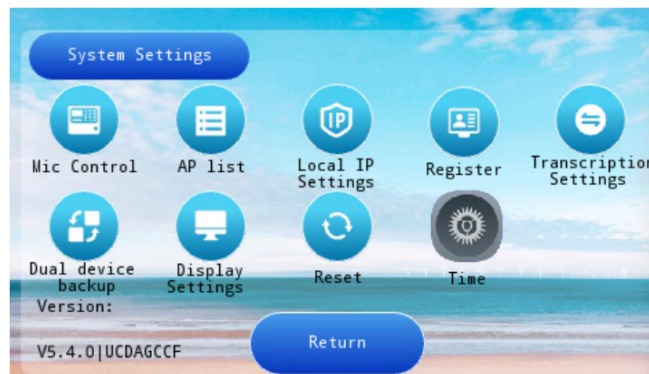 System Settings
IP
Mic Control
AP list
Local IP
Settings
Register
Transcription
Settings
Dual device
backup
Display
Settings
Reset
Time
Version:
V5.4.0|UCDAGCCF
Return